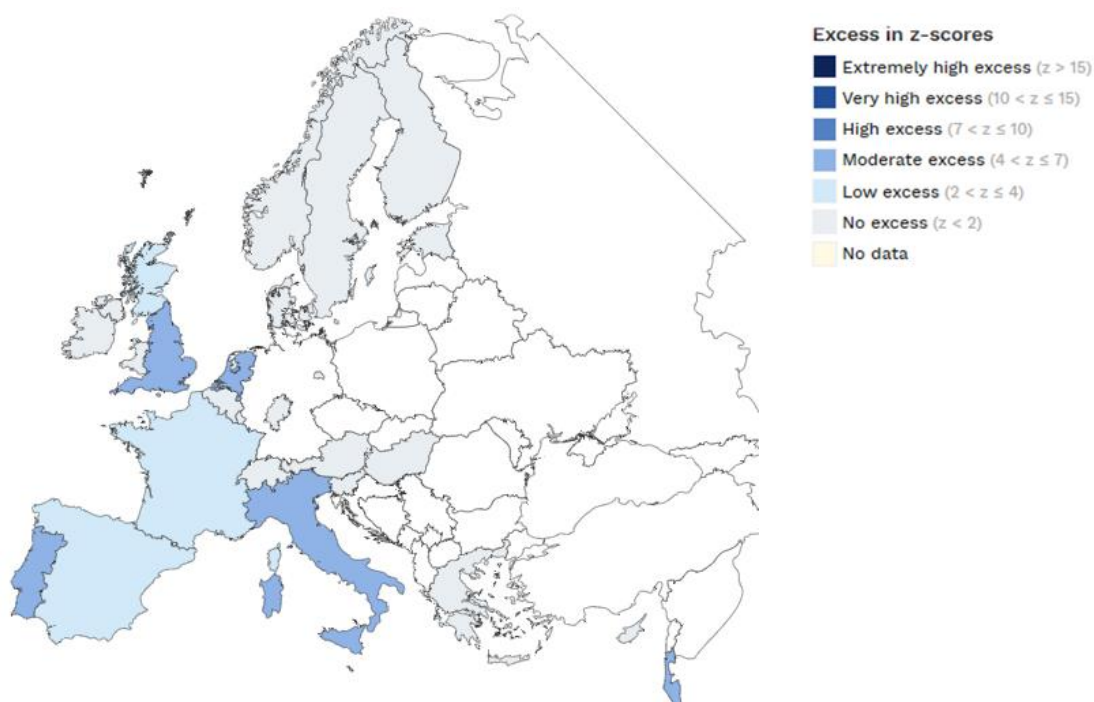 Excess in z-scores
Extremely high excess (z > 15)
Very high excess (10 < z ≤ 15)
High excess (7 < z ≤ 10)
Moderate excess (4 < z ≤ 7)
Low excess (2 < z ≤ 4)
No excess (z < 2)
No data